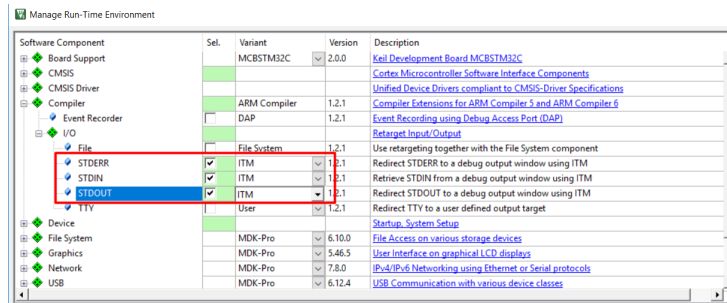 Manage Run-Time Environment
Software Component Sel. Variant Version Description
Board Support MCBSTM32C 2.0.0 Keil Development Board MCBSTM32C
CMSIS Cortex Microcontroller Software Interface Components
CMSIS Driver Unified Device Drivers compliant to CMSIS-Driver Specifications
Compiler ARM Compiler 1.2.1 Compiler Extensions for ARM Compiler 5 and ARM Compiler 6
Event Recorder DAP 1.2.1 Event Recording using Debug Access Port (DAP)
I/O Retarget Input/Output
File File System 1.2.1 Use retargeting together with the File System component
STDERR ITM 1.2.1 Redirect STDERR to a debug output window using ITM
STDIN ITM 1.2.1 Retrieve STDIN from a debug output window using ITM
STDOUT ITM 1.2.1 Redirect STDOUT to a debug output window using ITM
TTY User 1.2.1 Redirect TTY to a user defined output target
Device Startup, System Setup
File System MDK-Pro 6.10.0 File Access on various storage devices
Graphics MDK-Pro 5.46.5 User Interface on graphical LCD displays
Network MDK-Pro 7.8.0 IPv4/IPv6 Networking using Ethernet or Serial protocols
USB MDK-Pro 6.12.4 USB Communication with various device classes